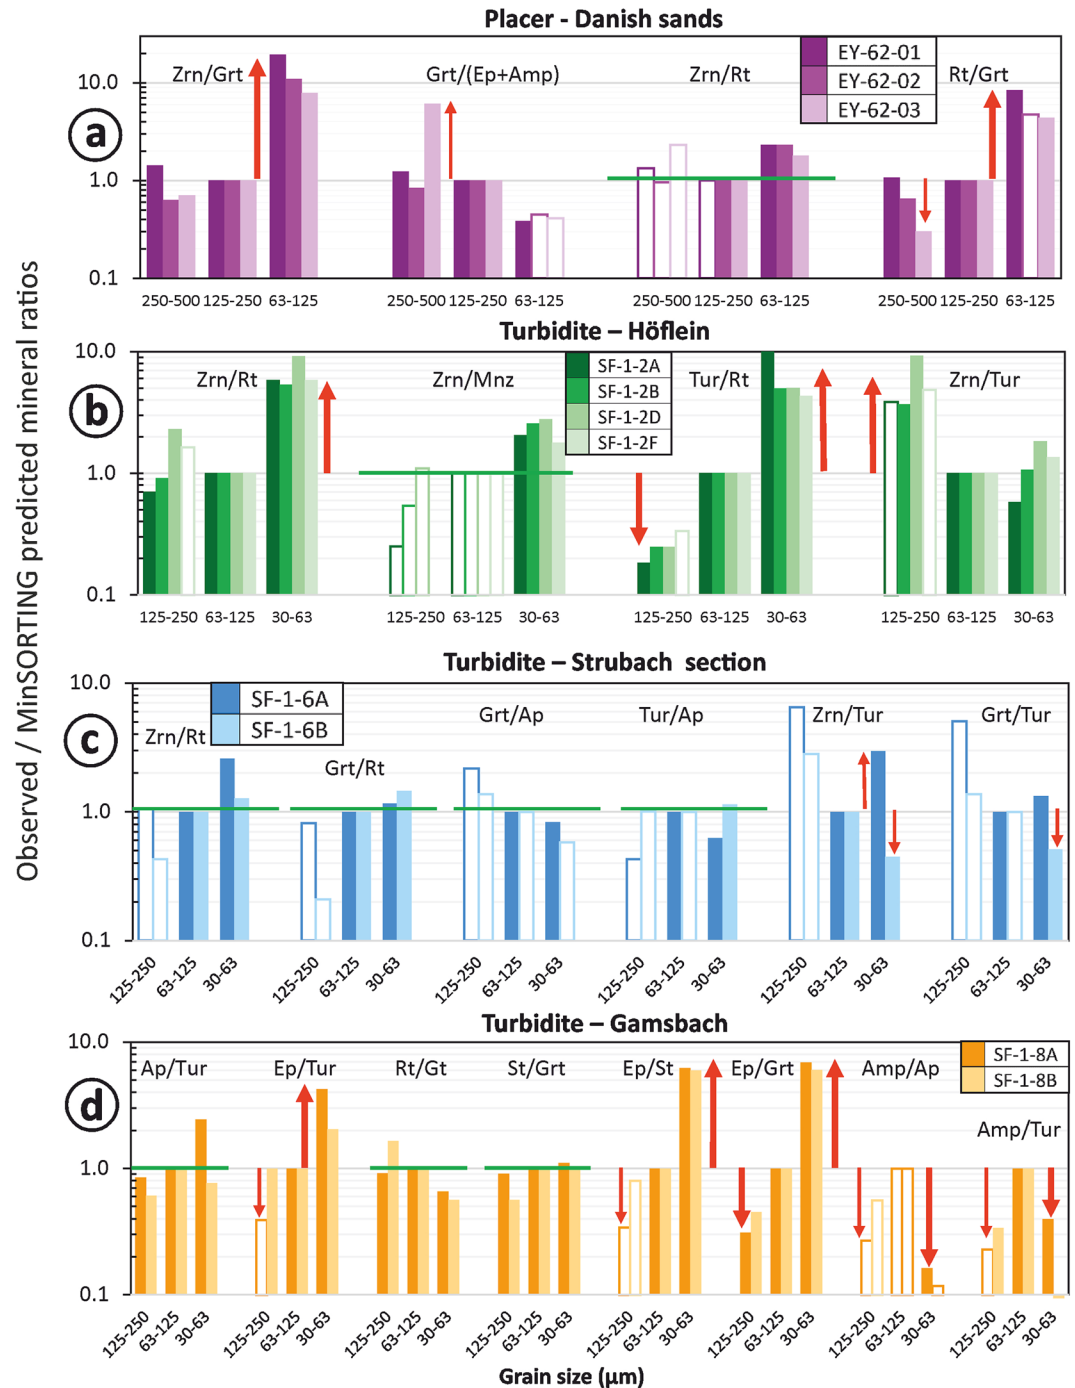 Observed / MinSORTING predicted mineral ratios
Placer - Danish sands
a
Zrn/Grt
Grt/(Ep+Amp)
Zrn/Rt
Rt/Grt
EY-62-01
EY-62-02
EY-62-03
10.0
1.0
0.1
250-500 125-250 63-125
250-500 125-250 63-125
250-500 125-250 63-125
250-500 125-250 63-125
Turbidite – Höflein
b
Zrn/Rt
Zrn/Mnz
Tur/Rt
Zrn/Tur
SF-1-2A
SF-1-2B
SF-1-2D
SF-1-2F
10.0
1.0
0.1
125-250 63-125 30-63
125-250 63-125 30-63
125-250 63-125 30-63
125-250 63-125 30-63
Turbidite – Strubach section
c
SF-1-6A
SF-1-6B
Zrn/Rt
Grt/Rt
Grt/Ap
Tur/Ap
Zrn/Tur
Grt/Tur
10.0
1.0
0.1
125-250 63-125 30-63
125-250 63-125 30-63
125-250 63-125 30-63
125-250 63-125 30-63
125-250 63-125 30-63
125-250 63-125 30-63
Turbidite – Gamsbach
d
Ap/Tur
Ep/Tur
Rt/Gt
St/Grt
Ep/St
Ep/Grt
Amp/Ap
Amp/Tur
SF-1-8A
SF-1-8B
10.0
1.0
0.1
125-250 63-125 30-63
125-250 63-125 30-63
125-250 63-125 30-63
125-250 63-125 30-63
125-250 63-125 30-63
125-250 63-125 30-63
125-250 63-125 30-63
125-250 63-125 30-63
Grain size (µm)